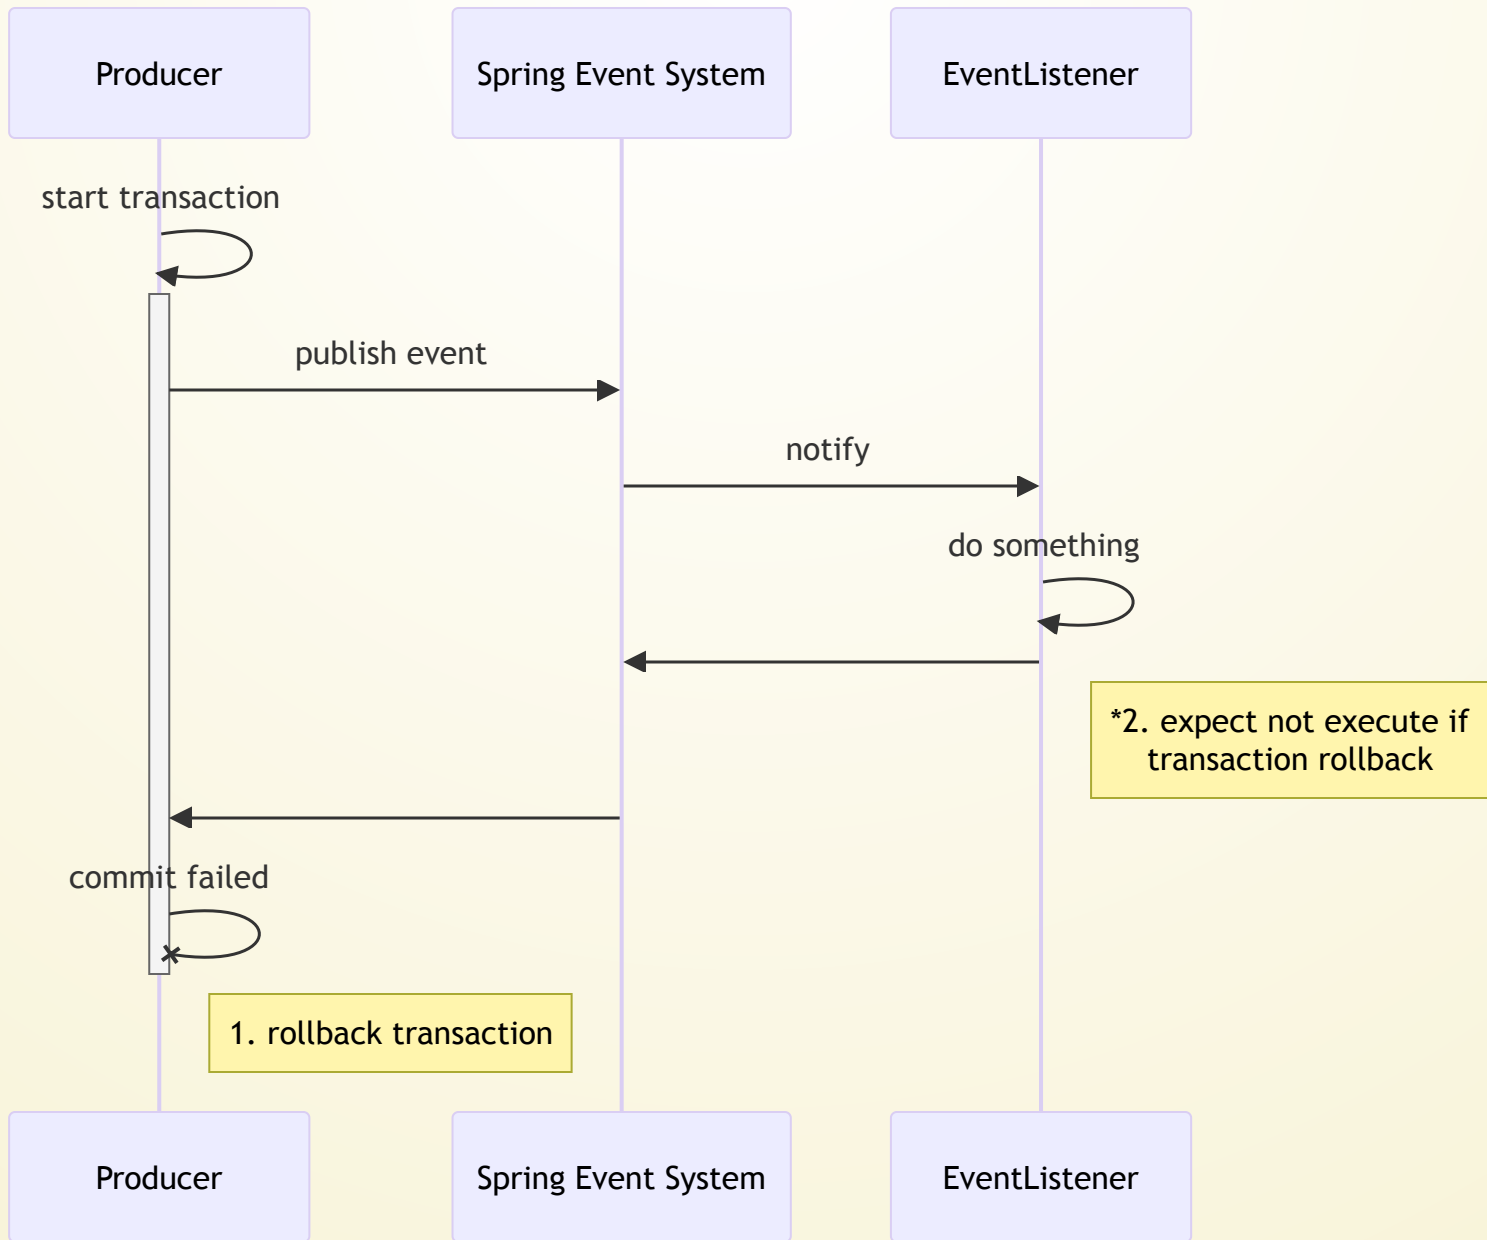 Producer
Spring Event System
EventListener
start transaction
publish event
notify
do something
*2. expect not execute if
transaction rollback
commit failed
1. rollback transaction
Producer
Spring Event System
EventListener